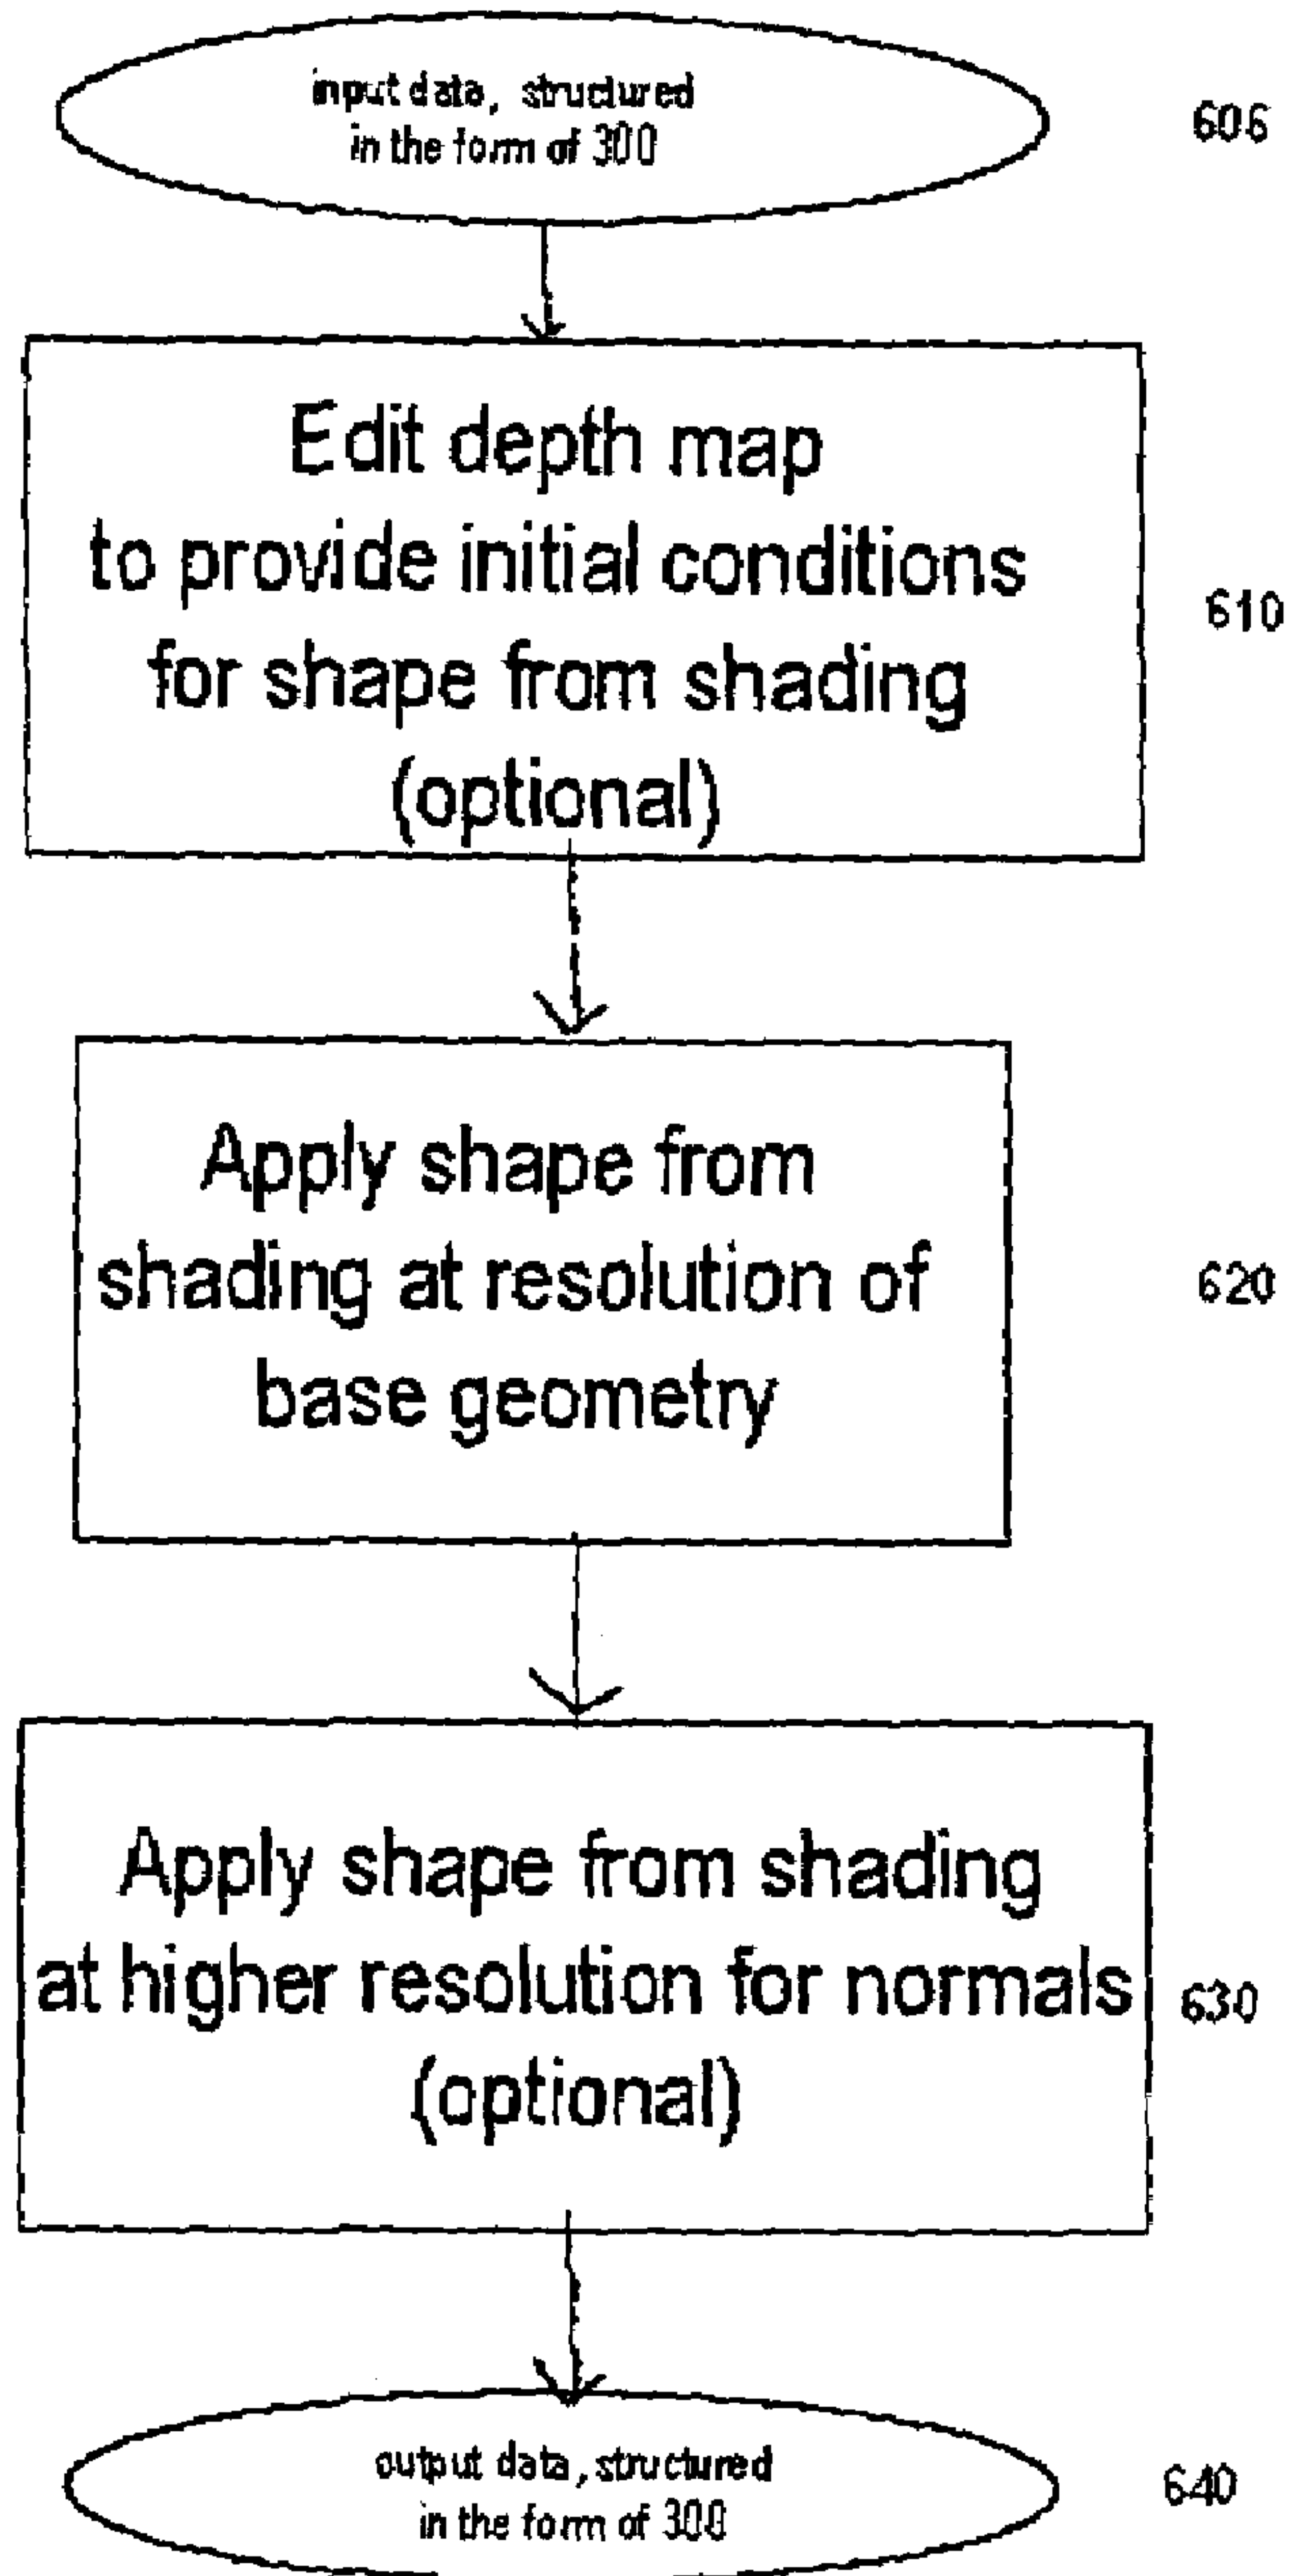 input data, structured
in the form of 300
606
Edit depth map
to provide initial conditions
for shape from shading
(optional)
610
Apply shape from
shading at resolution of
base geometry
620
Apply shape from shading
at higher resolution for normals
(optional)
630
output data, structured
in the form of 300
640